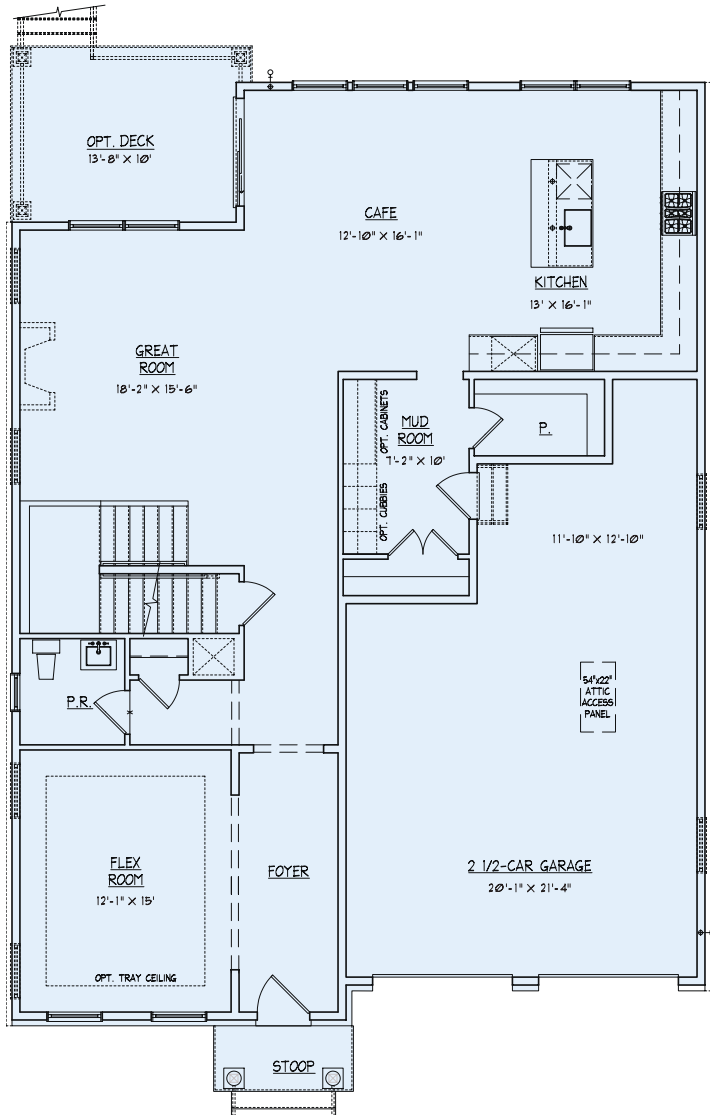 OPT. DECK
13'-8" X 10'
CAFE
12'-10" X 16'-1"
KITCHEN
13' X 16'-1"
GREAT
ROOM
18'-2" X 15'-6"
OPT. CABINETS
MUD
ROOM
7'-2" X 10'
P.
OPT. CUBBIES
11'-10" X 12'-10"
54"x22"
ATTIC
ACCESS
PANEL
P.R.
FLEX
ROOM
12'-1" X 15'
FOYER
2 1/2-CAR GARAGE
20'-1" X 21'-4"
OPT. TRAY CEILING
STOOP